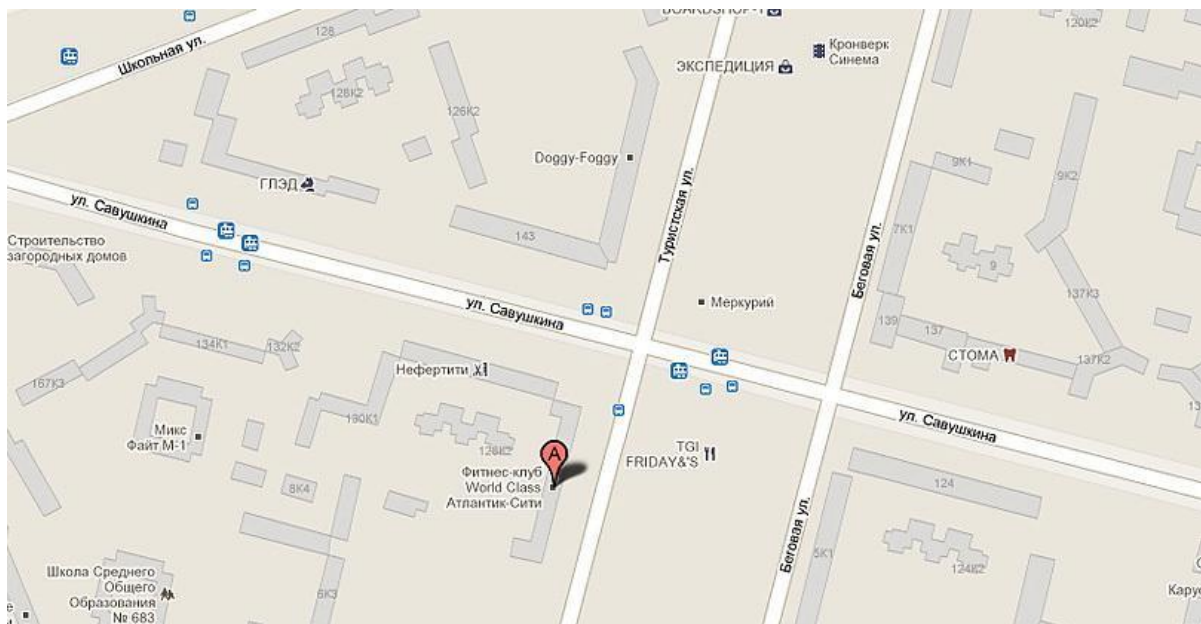 BOARDSHOP-1
120К2
Школьная ул.
128
Кронверк
Синема
ЭКСПЕДИЦИЯ
128К2
126К2
Doggy-Foggy
9К1
9К2
ГЛЭД
ул. Савушкина
143
Туристская ул.
7К1
Беговая ул.
Строительство
загородных домов
9
137К3
ул. Савушкина
Меркурий
139
137
СТОМА
137К2
134К1
132К2
Нефертити
167К3
130К1
ул. Савушкина
Микс
Файт М-1
126К2
TGI
FRIDAY&'S
Фитнес-клуб
World Class
Атлантик-Сити
A
8К4
124
Беговая ул.
5К1
124К2
Школа Среднего
Общего
Образования
№ 683
6К3